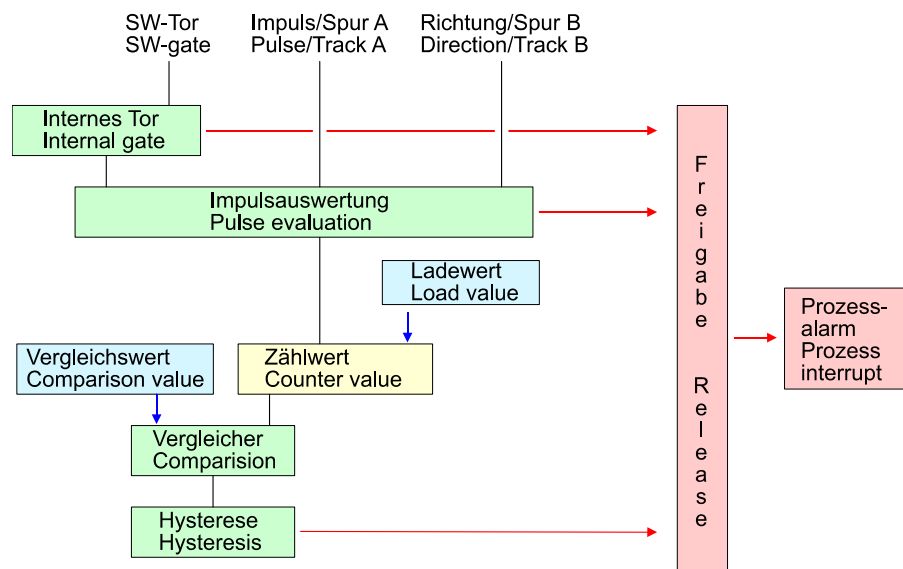 SW-Tor
SW-gate
Impuls/Spur A
Pulse/Track A
Richtung/Spur B
Direction/Track B
Internes Tor
Internal gate
Impulsauswertung
Pulse evaluation
Ladewert
Load value
Vergleichswert
Comparison value
Zählwert
Counter value
Vergleicher
Comparision
Hysterese
Hysteresis
Freigabe
Release
Prozess-
alarm
Prozess
interrupt